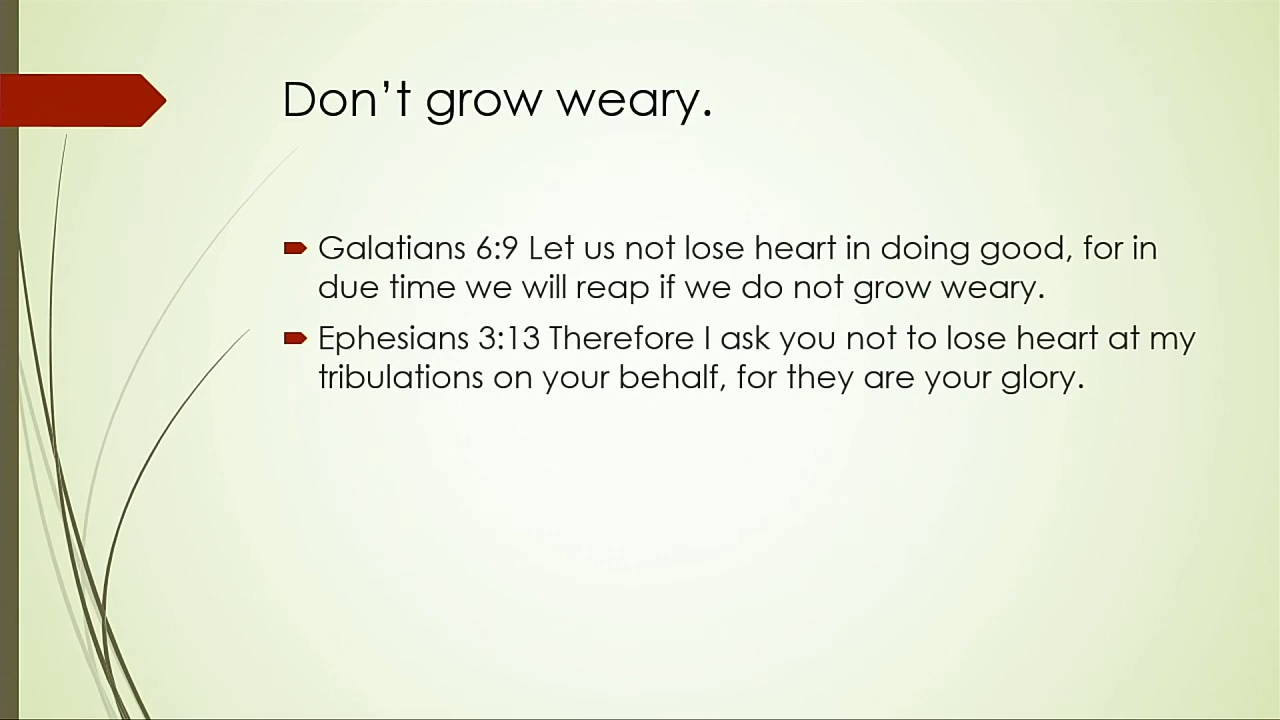 Don’t grow weary.
Galatians 6:9 Let us not lose heart in doing good, for in
due time we will reap if we do not grow weary.
Ephesians 3:13 Therefore I ask you not to lose heart at my
tribulations on your behalf, for they are your glory.